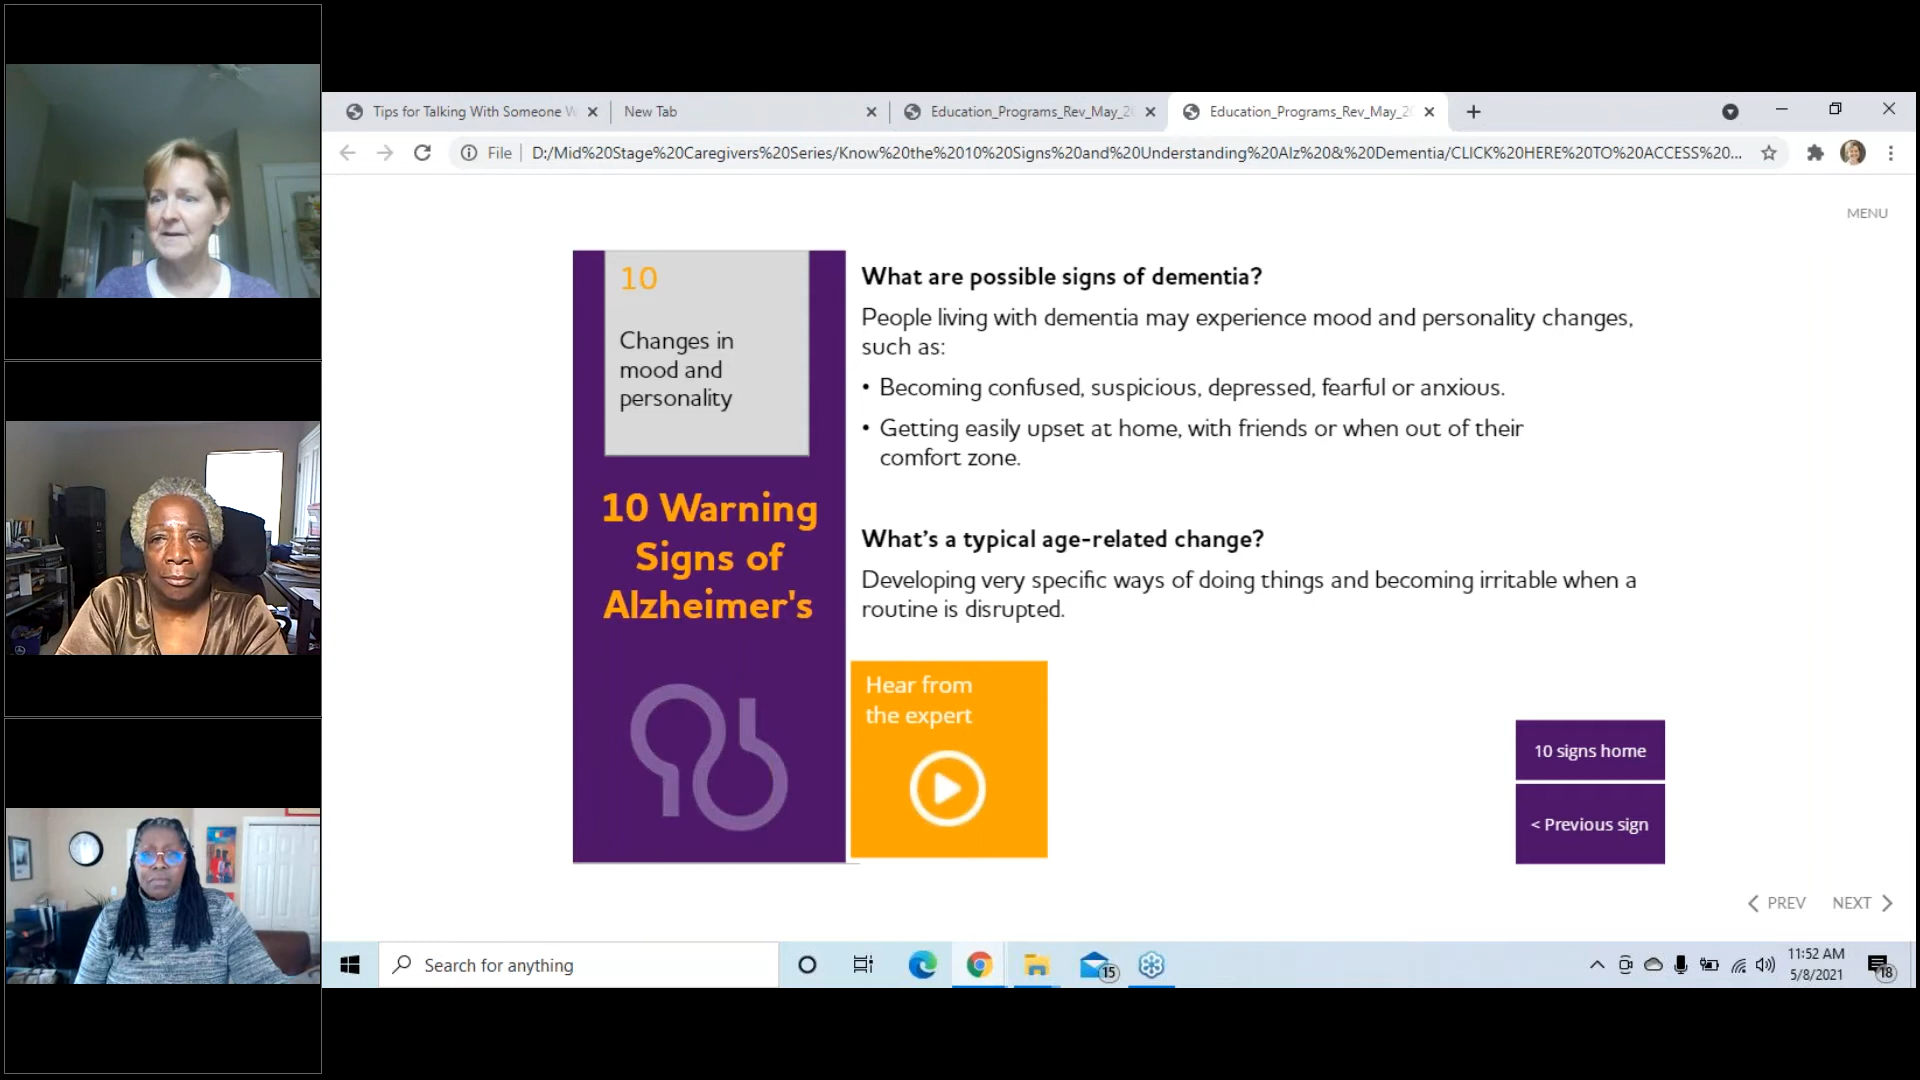 Tips for Talking With Someone W
New Tab
Education_Programs_Rev_May_2
Education_Programs_Rev_May_2
File
D:/Mid%20Stage%20Caregivers%20Series/Know%20the%2010%20Signs%20and%20Understanding%20Alz%20&%20Dementia/CLICK%20HERE%20TO%20ACCESS%20...
MENU
10
Changes in
mood and
personality
10 Warning
Signs of
Alzheimer's
What are possible signs of dementia?
People living with dementia may experience mood and personality changes,
such as:
• Becoming confused, suspicious, depressed, fearful or anxious.
• Getting easily upset at home, with friends or when out of their
comfort zone.
What's a typical age-related change?
Developing very specific ways of doing things and becoming irritable when a
routine is disrupted.
Hear from
the expert
10 signs home
< Previous sign
PREV
NEXT
Search for anything
15
11:52 AM
5/8/2021
18